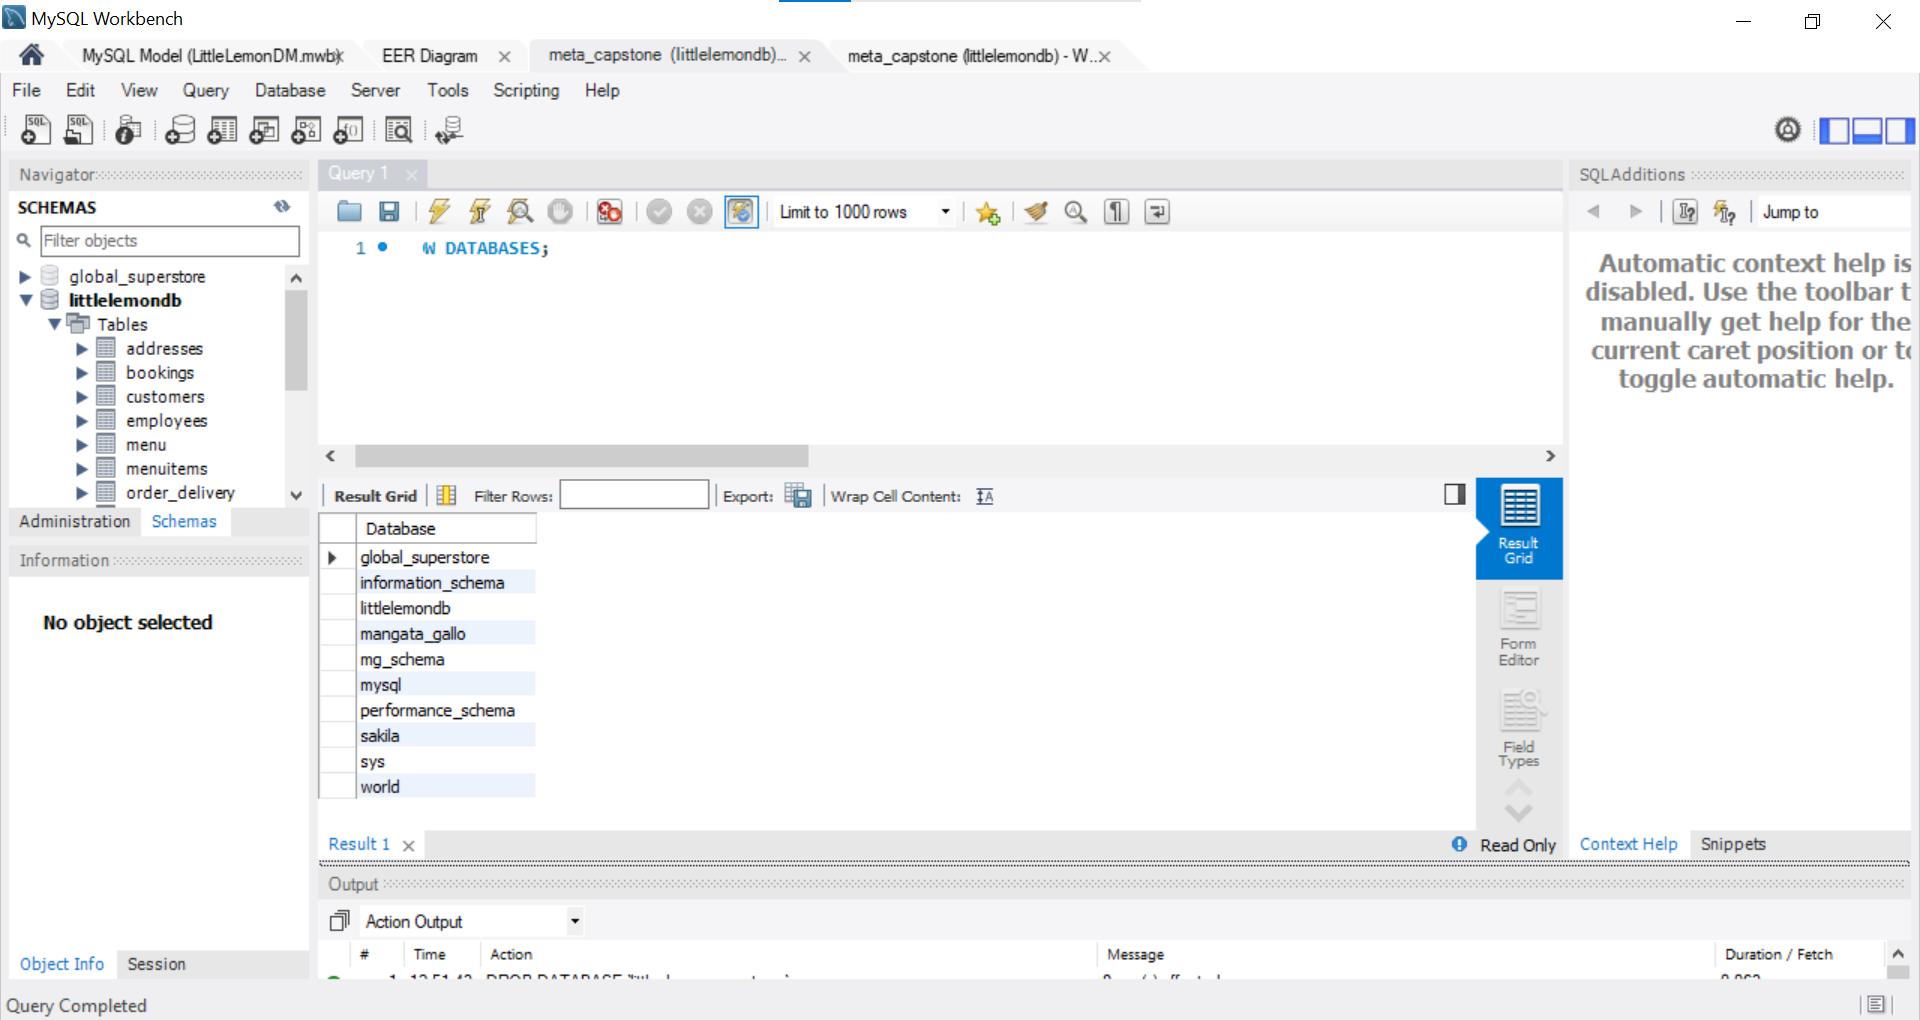 MySQL Workbench
MySQL Model (LittleLemonDM.mwb)
EER Diagram
meta_capstone (littlelemondb)...
meta_capstone (littlelemondb) - W...
File Edit View Query Database Server Tools Scripting Help
SQL SQL
Navigator
SCHEMAS
Filter objects
global_superstore
littlelemondb
Tables
addresses
bookings
customers
employees
menu
menuitems
order_delivery
Administration Schemas
Information
No object selected
Object Info Session
Query 1
Limit to 1000 rows
1 W DATABASES;
Result Grid Filter Rows: Export: Wrap Cell Content:
Database
global_superstore
information_schema
littlelemondb
mangata_gallo
mg_schema
mysql
performance_schema
sakila
sys
world
Result
Grid
Form
Editor
Field
Types
Result 1
Read Only
SQLAdditions
Jump to
Automatic context help is
disabled. Use the toolbar t
manually get help for the
current caret position or to
toggle automatic help.
Context Help Snippets
Output
Action Output
# Time Action Message Duration / Fetch
Query Completed